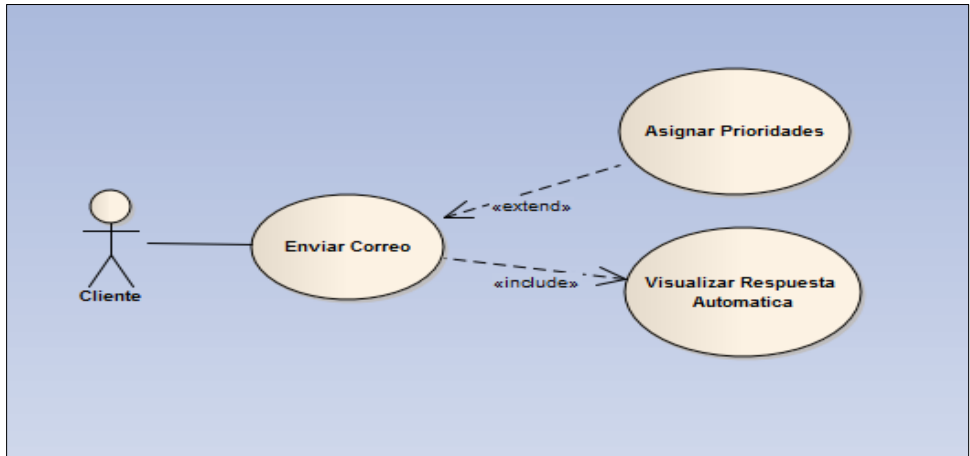 Asignar Prioridades
«extend»
Enviar Correo
«include»
Visualizar Respuesta
Automatica
Cliente